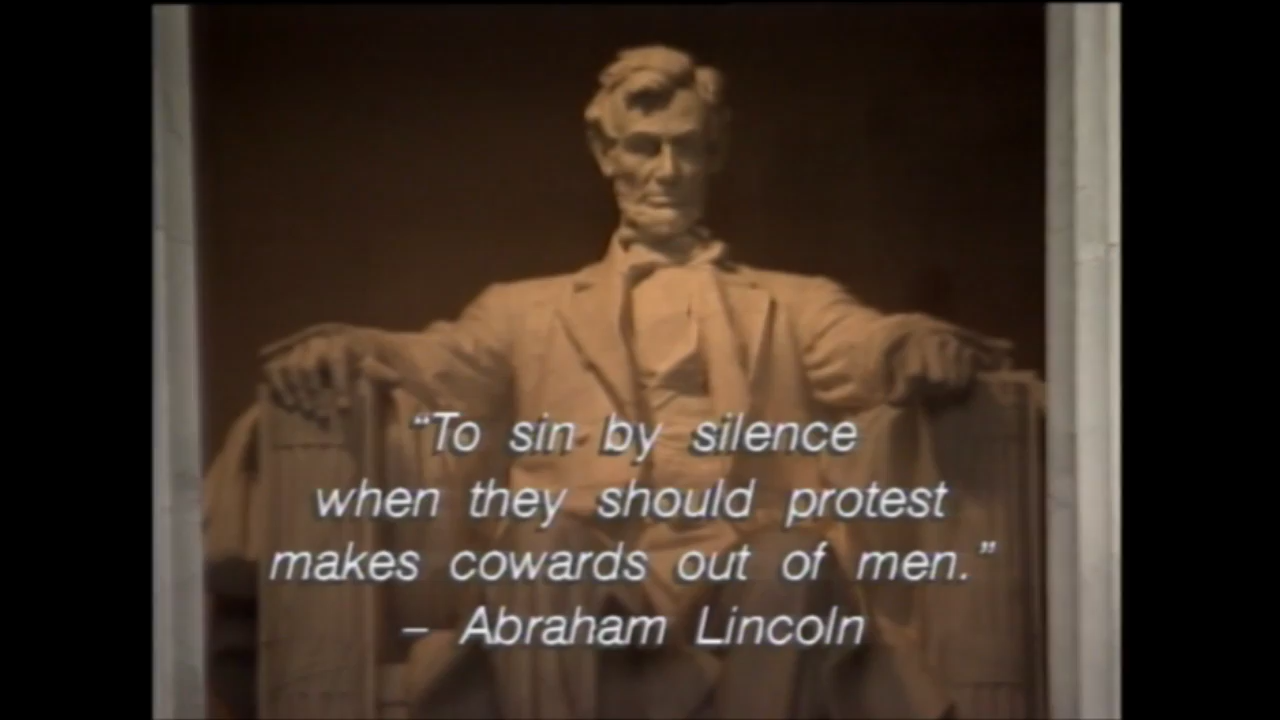 “To sin by silence
when they should protest
makes cowards out of men.”
– Abraham Lincoln